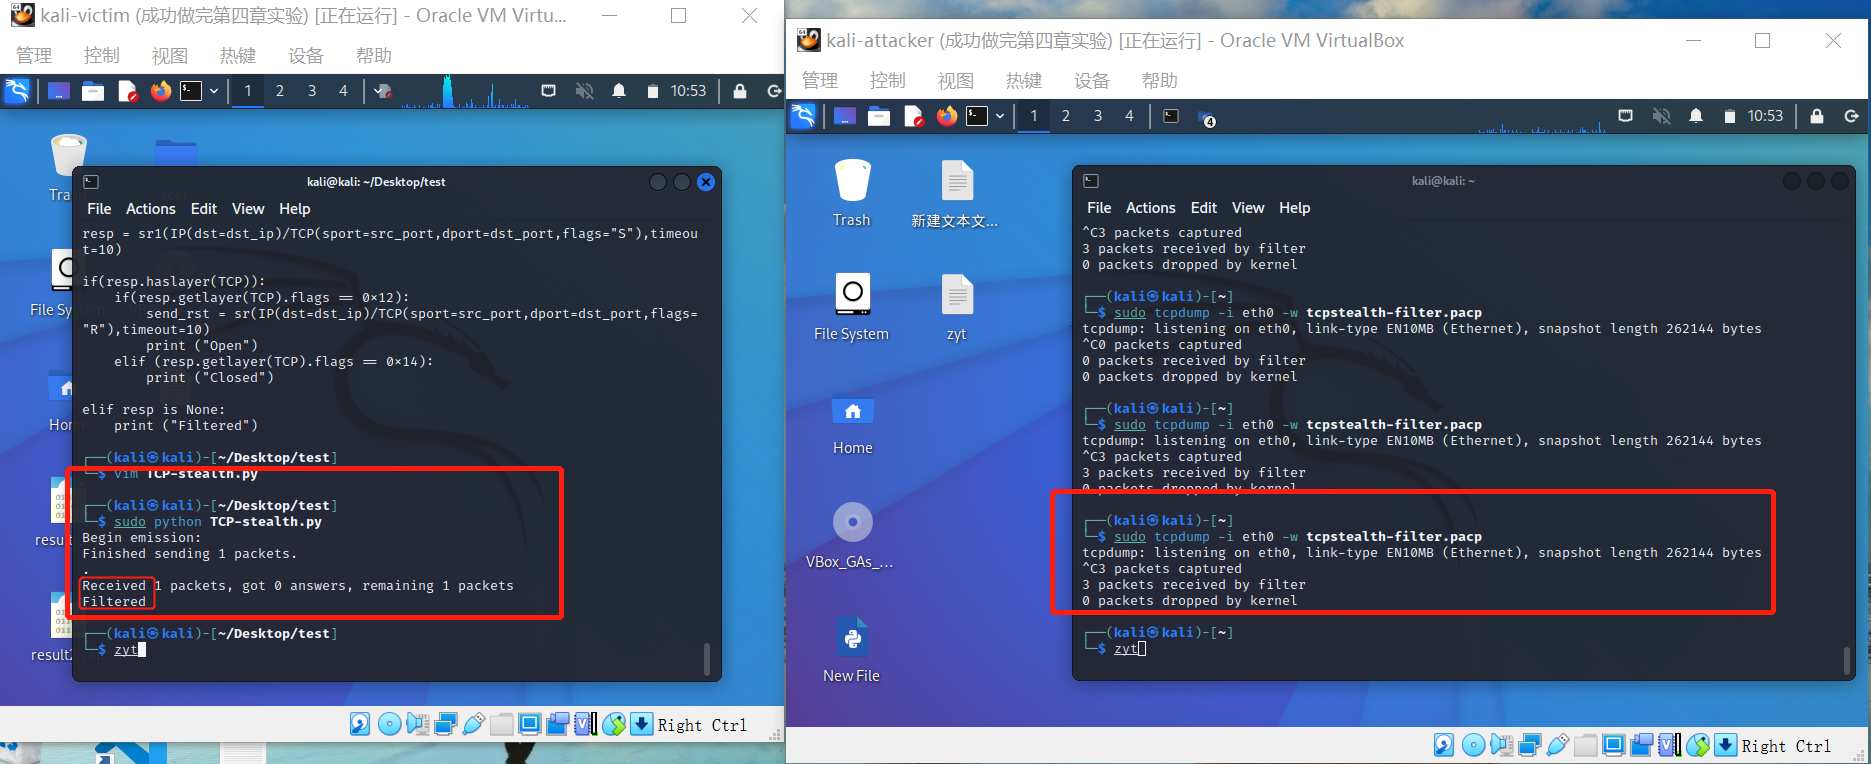 kali-victim (成功做完第四章实验) [正在运行] - Oracle VM Virtu...
管理 控制 视图 热键 设备 帮助
1 2 3 4 10:53
File Actions Edit View Help
kali@kali: ~/Desktop/test
resp = sr1(IP(dst=dst_ip)/TCP(sport=src_port,dport=dst_port,flags="S"),timeou
t=10)
if(resp.haslayer(TCP)):
if(resp.getlayer(TCP).flags == 0×12):
send_rst = sr(IP(dst=dst_ip)/TCP(sport=src_port,dport=dst_port,flags=
"R"),timeout=10)
print ("Open")
elif (resp.getlayer(TCP).flags == 0×14):
print ("Closed")
elif resp is None:
print ("Filtered")
┌──(kali㉿kali)-[~/Desktop/test]
└─$ vim TCP-stealth.py
┌──(kali㉿kali)-[~/Desktop/test]
└─$ sudo python TCP-stealth.py
Begin emission:
Finished sending 1 packets.
.
Received 1 packets, got 0 answers, remaining 1 packets
Filtered
┌──(kali㉿kali)-[~/Desktop/test]
└─$ zyt
Tras
File Sy
Ho
resu
result
Right Ctrl
kali-attacker (成功做完第四章实验) [正在运行] - Oracle VM VirtualBox
管理 控制 视图 热键 设备 帮助
1 2 3 4 4 10:53
Trash
新建文本文...
File System
zyt
Home
VBox_GAs_...
New File
kali@kali: ~
File Actions Edit View Help
^C3 packets captured
3 packets received by filter
0 packets dropped by kernel
┌──(kali㉿kali)-[~]
└─$ sudo tcpdump -i eth0 -w tcpstealth-filter.pacp
tcpdump: listening on eth0, link-type EN10MB (Ethernet), snapshot length 262144 bytes
^C0 packets captured
0 packets received by filter
0 packets dropped by kernel
┌──(kali㉿kali)-[~]
└─$ sudo tcpdump -i eth0 -w tcpstealth-filter.pacp
tcpdump: listening on eth0, link-type EN10MB (Ethernet), snapshot length 262144 bytes
^C3 packets captured
3 packets received by filter
0 packets dropped by kernel
┌──(kali㉿kali)-[~]
└─$ sudo tcpdump -i eth0 -w tcpstealth-filter.pacp
tcpdump: listening on eth0, link-type EN10MB (Ethernet), snapshot length 262144 bytes
^C3 packets captured
3 packets received by filter
0 packets dropped by kernel
┌──(kali㉿kali)-[~]
└─$ zyt
Right Ctrl